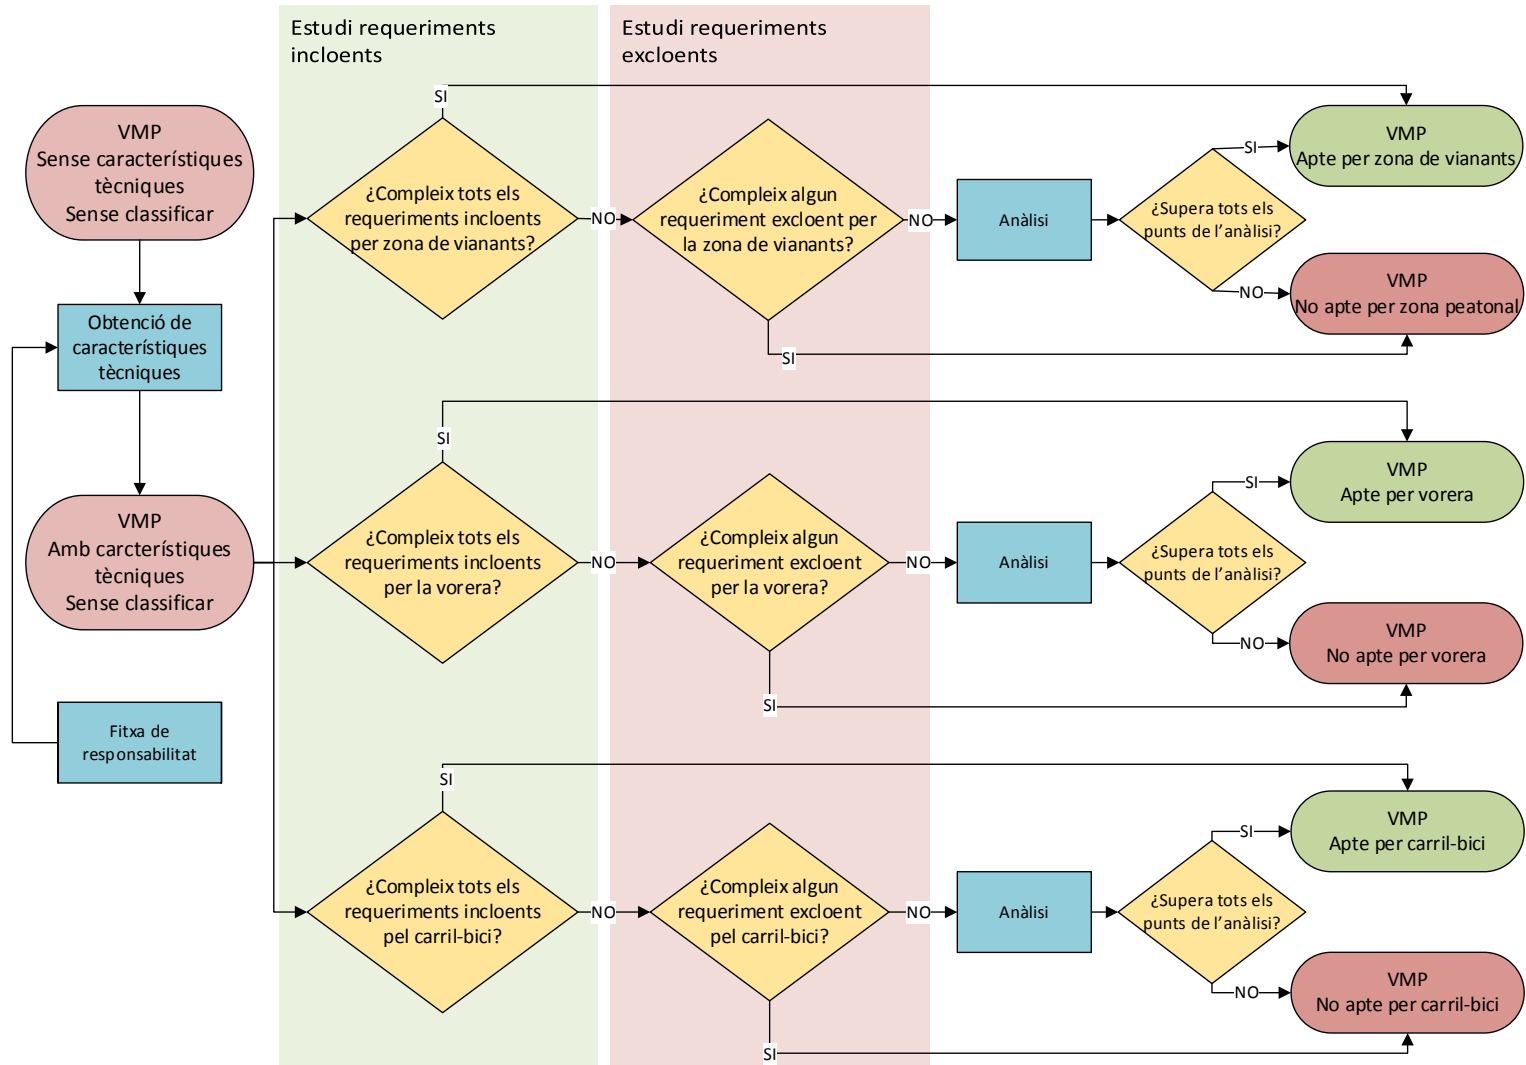 Estudi requeriments
incloents
Estudi requeriments
excloents
VMP
Sense característiques
tècniques
Sense classificar
Obtenció de
característiques
tècniques
VMP
Amb carcterístiques
tècniques
Sense classificar
Fitxa de
responsabilitat
SI
¿Compleix tots els
requeriments incloents
per zona de vianants?
NO
¿Compleix algun
requeriment excloent per
la zona de vianants?
NO
SI
Anàlisi
¿Supera tots els
punts de l'anàlisi?
SI
NO
VMP
Apte per zona de vianants
VMP
No apte per zona peatonal
SI
¿Compleix tots els
requeriments incloents
per la vorera?
NO
¿Compleix algun
requeriment excloent
per la vorera?
NO
SI
Anàlisi
¿Supera tots els
punts de l'anàlisi?
SI
NO
VMP
Apte per vorera
VMP
No apte per vorera
SI
¿Compleix tots els
requeriments incloents
pel carril-bici?
NO
¿Compleix algun
requeriment excloent
pel carril-bici?
NO
SI
Anàlisi
¿Supera tots els
punts de l'anàlisi?
SI
NO
VMP
Apte per carril-bici
VMP
No apte per carril-bici